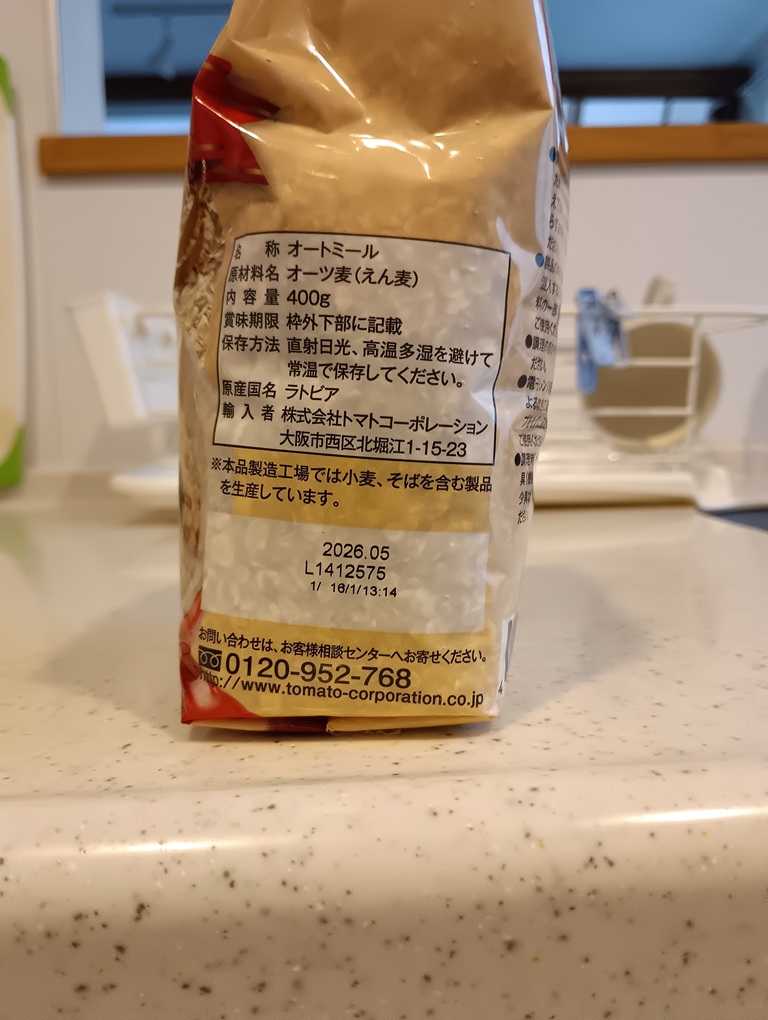 名称 オートミール
原材料名 オーツ麦(えん麦)
内容量 400g
賞味期限 枠外下部に記載
保存方法 直射日光、高温多湿を避けて
常温で保存してください。
原産国名 ラトビア
輸入者 株式会社トマトコーポレーション
大阪市西区北堀江1-15-23
※本品製造工場では小麦、そばを含む製品
を生産しています。
2026.05
L1412575
1/ 16/1/13:14
お問い合わせは、お客様相談センターへお寄せください。
0120-952-768
http://www.tomato-corporation.co.jp